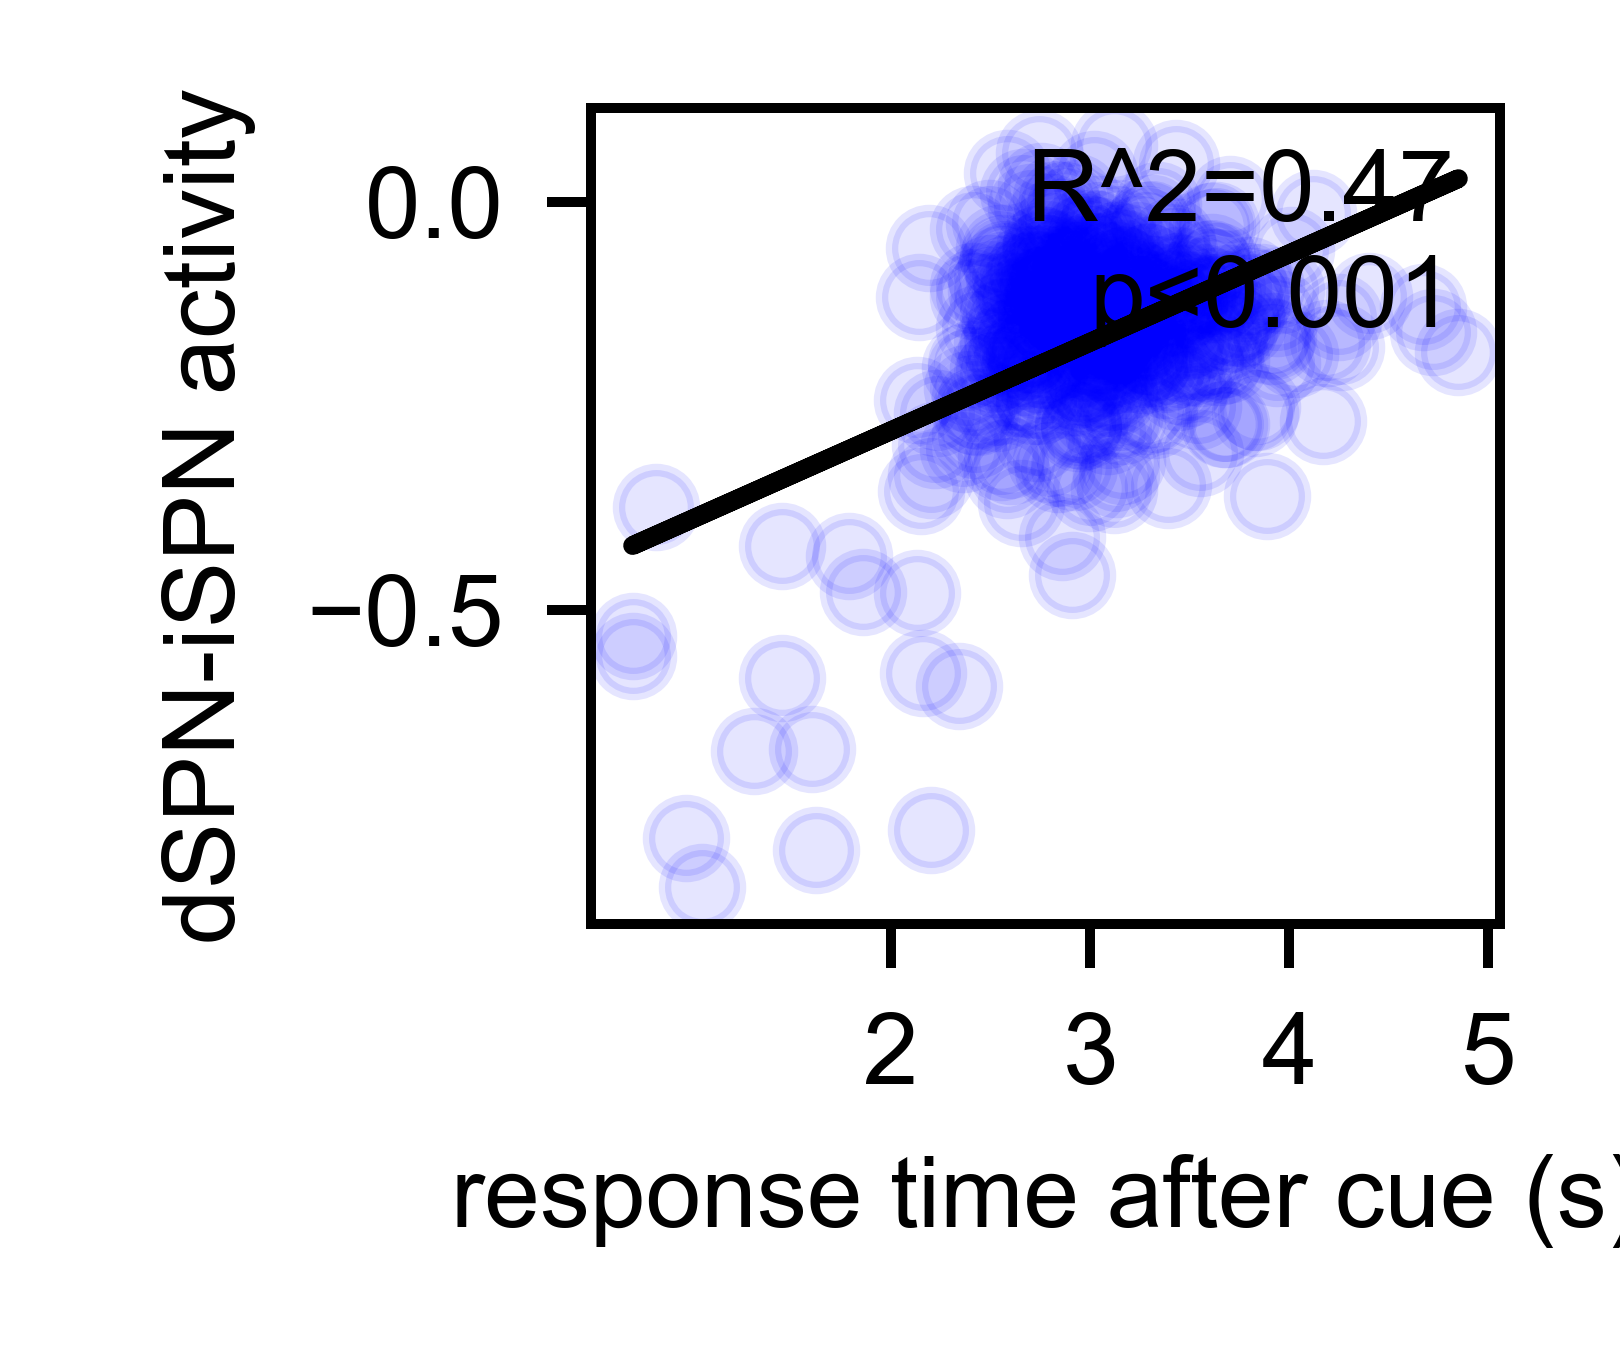 dSPN-iSPN activity
0.0
−0.5
R^2=0.47
p<0.001
2 3 4 5
response time after cue (s)